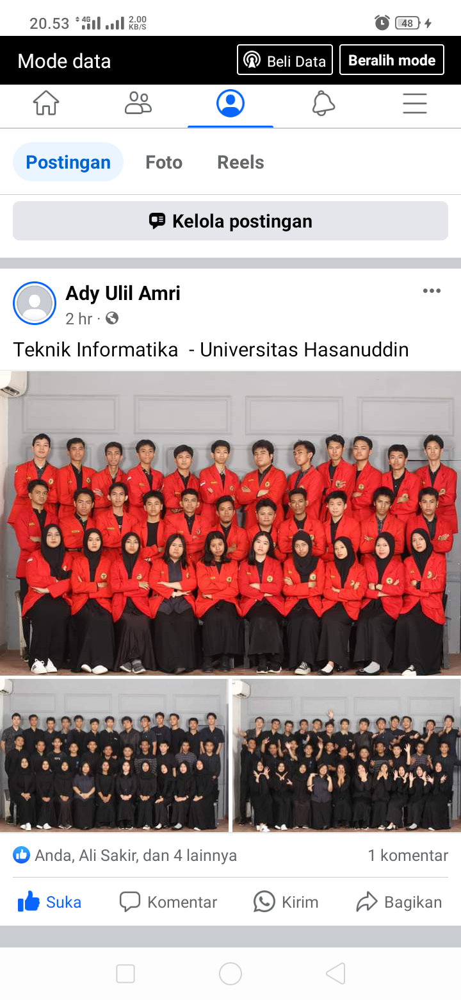 20.53 4G 2.00 KB/S 48
Mode data Beli Data Beralih mode
Postingan Foto Reels
Kelola postingan
Ady Ulil Amri
2 hr ·
Teknik Informatika - Universitas Hasanuddin
Anda, Ali Sakir, dan 4 lainnya 1 komentar
Suka Komentar Kirim Bagikan